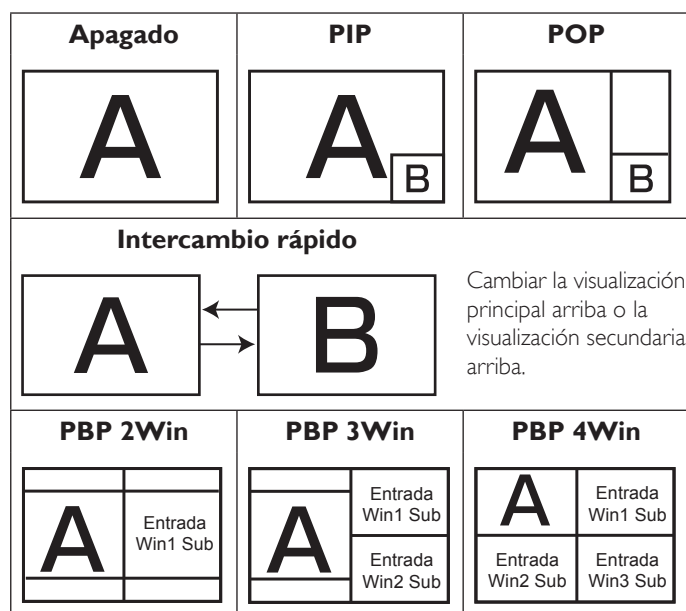 Apagado
PIP
POP
A
A
B
A
B
Intercambio rápido
A
B
Cambiar la visualización
principal arriba o la
visualización secundaria
arriba.
PBP 2Win
PBP 3Win
PBP 4Win
A
Entrada
Win1 Sub
A
Entrada
Win1 Sub
Entrada
Win2 Sub
A
Entrada
Win1 Sub
Entrada
Win2 Sub
Entrada
Win3 Sub